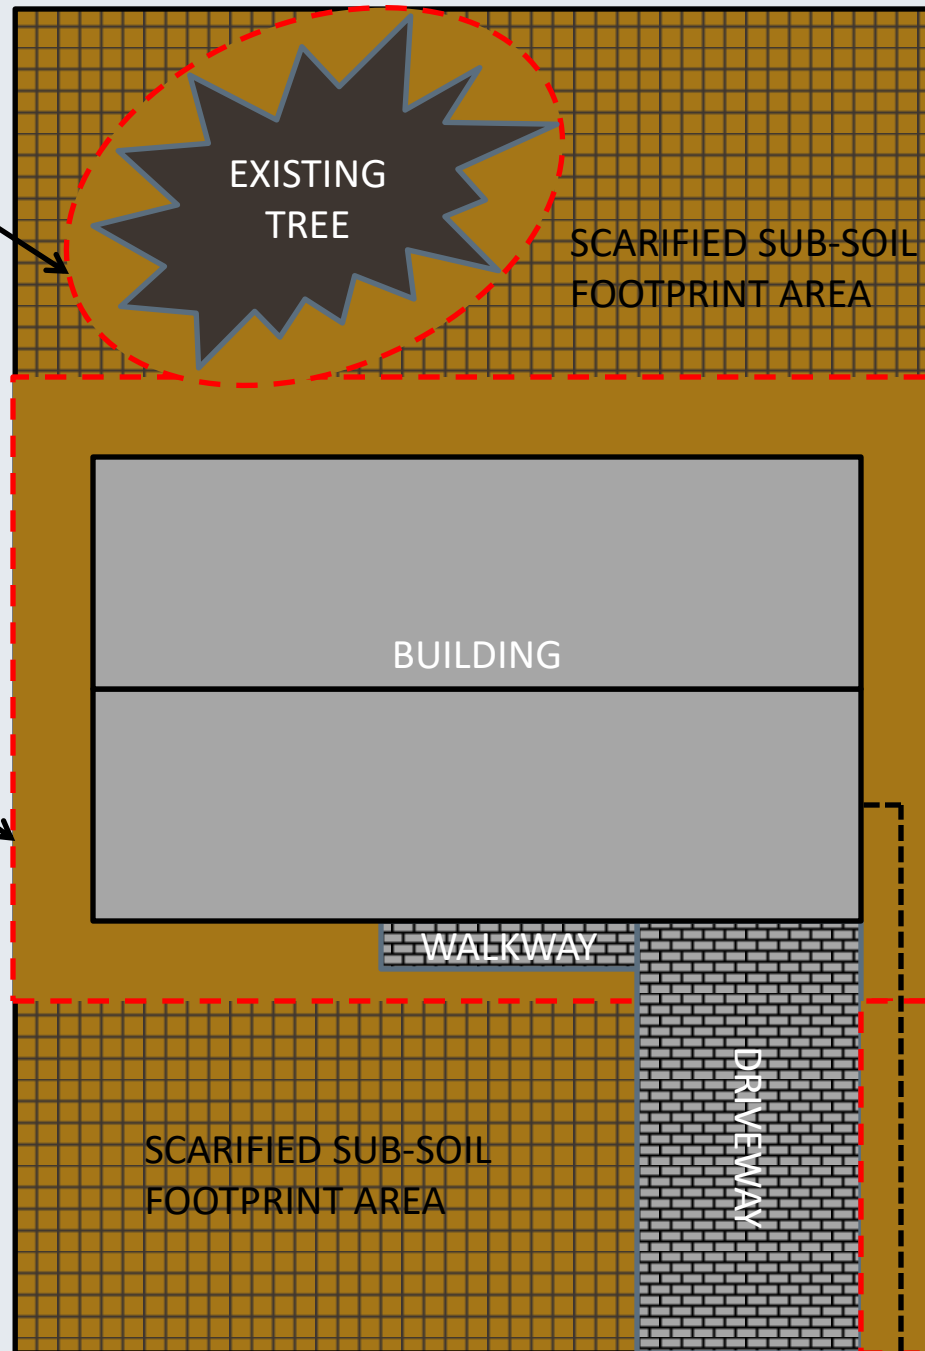 EXISTING
TREE
SCARIFIED SUB-SOIL
FOOTPRINT AREA
BUILDING
WALKWAY
DRIVEWAY
SCARIFIED SUB-SOIL
FOOTPRINT AREA